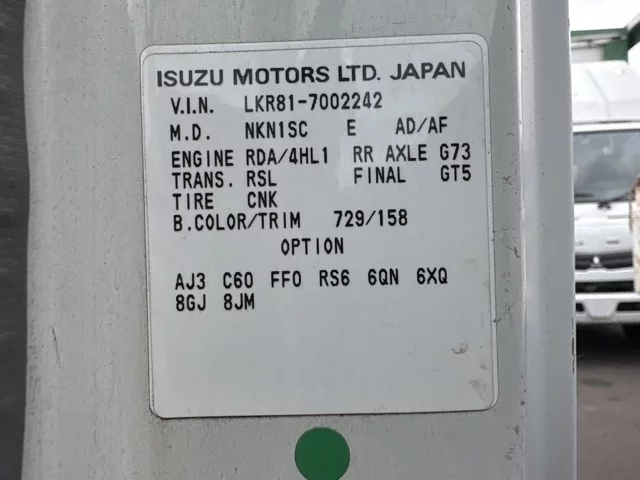 ISUZU MOTORS LTD. JAPAN
V.I.N. LKR81-7002242
M.D. NKN1SC E AD/AF
ENGINE RDA/4HL1 RR AXLE G73
TRANS. RSL FINAL GT5
TIRE CNK
B.COLOR/TRIM 729/158
OPTION
AJ3 C60 FF0 RS6 6QN 6XQ
8GJ 8JM